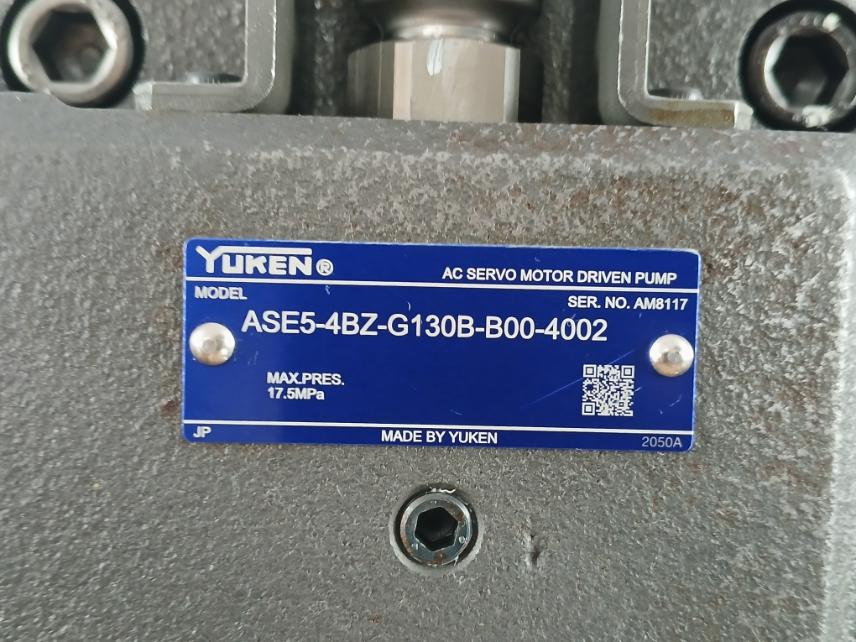 YUKEN®
AC SERVO MOTOR DRIVEN PUMP
MODEL
SER. NO. AM8117
ASE5-4BZ-G130B-B00-4002
MAX.PRES.
17.5MPa
JP
MADE BY YUKEN
2050A